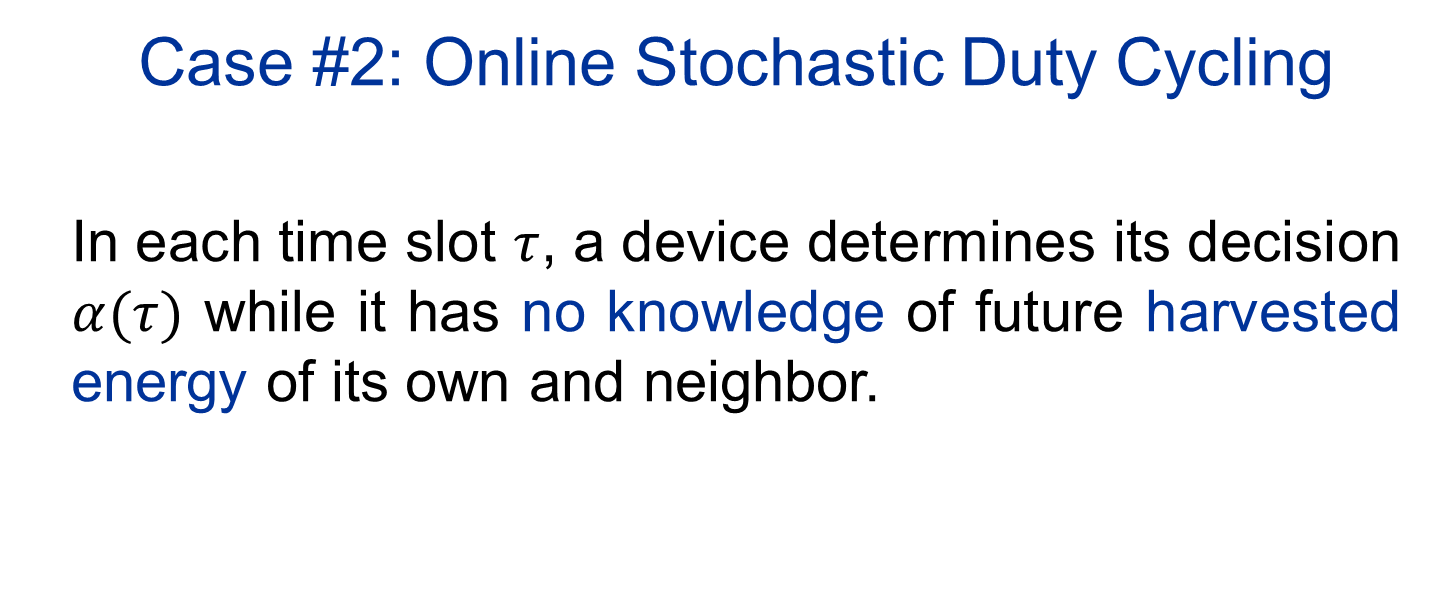 Case #2: Online Stochastic Duty Cycling
In each time slot 𝜏, a device determines its decision
𝛼(𝜏) while it has no knowledge of future harvested
energy of its own and neighbor.